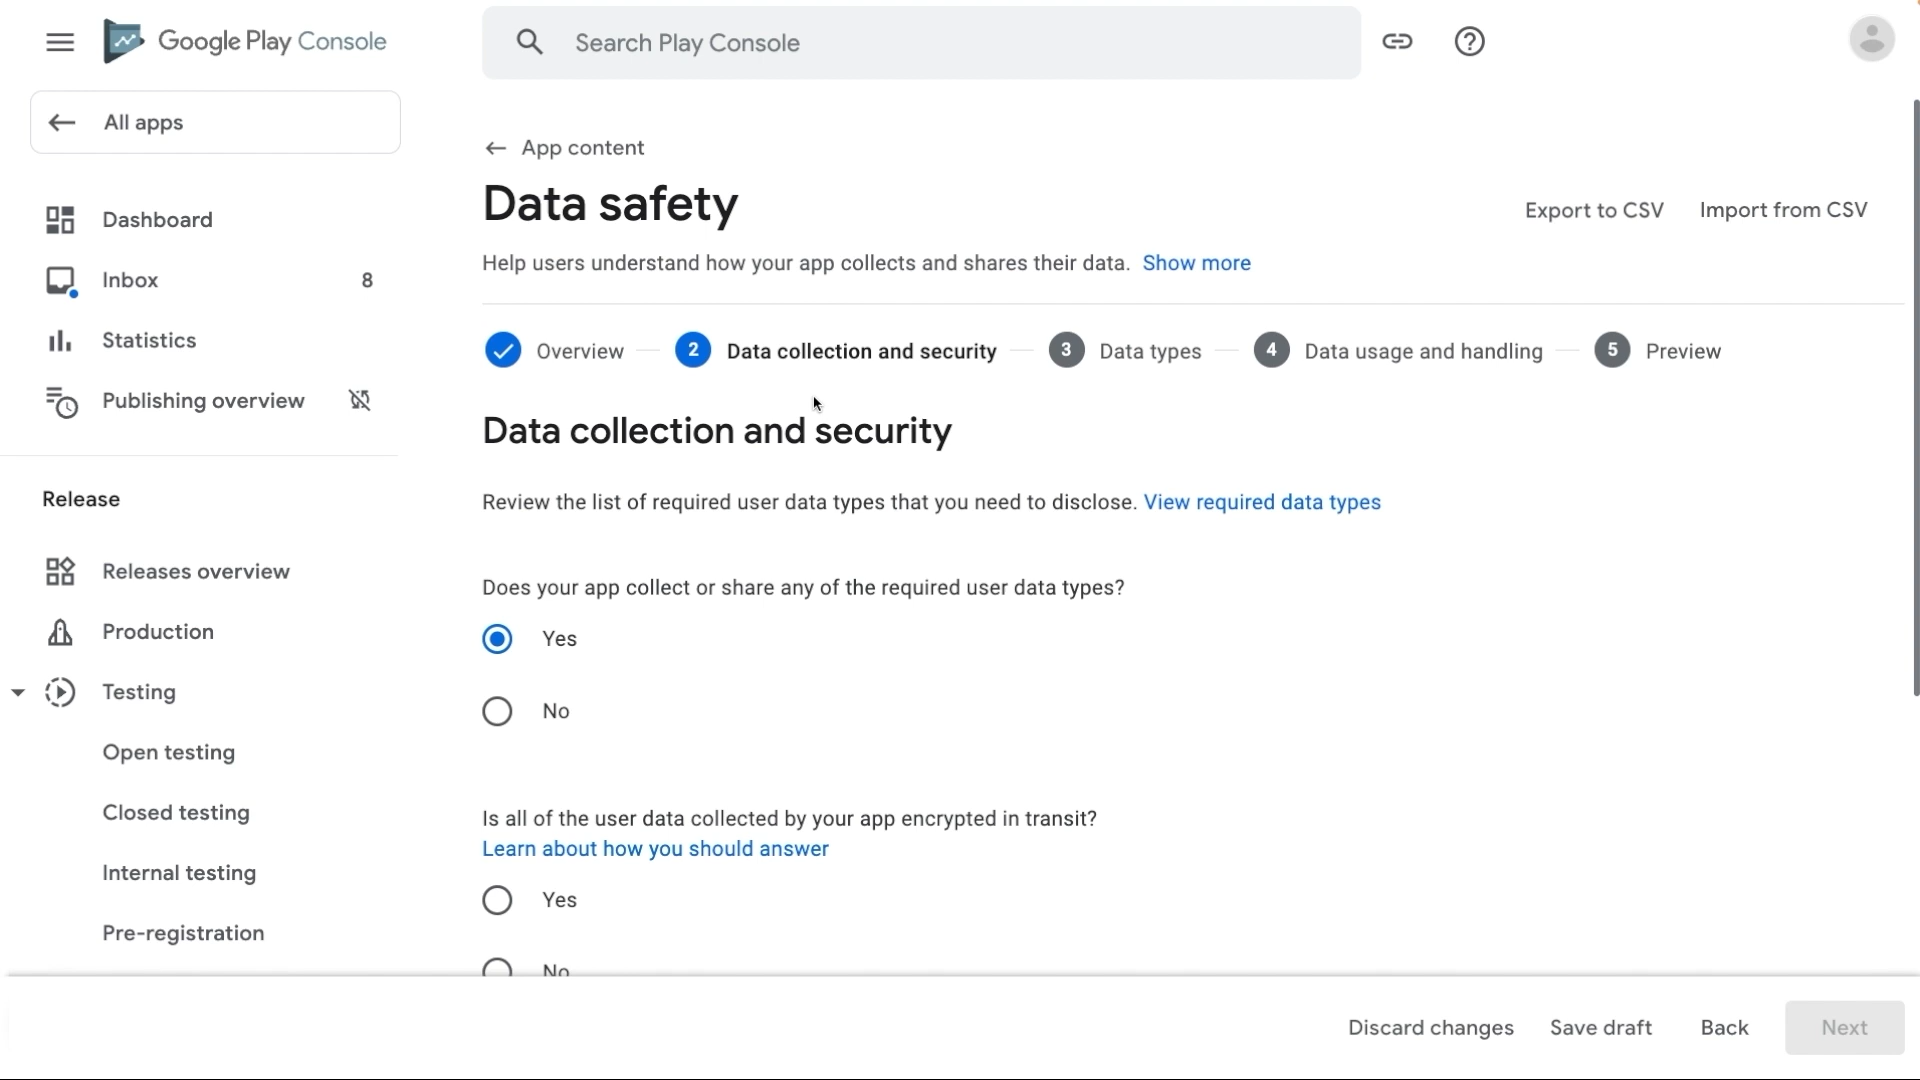 Google Play Console
Search Play Console
All apps
Dashboard
Inbox 8
Statistics
Publishing overview
Release
Releases overview
Production
Testing
Open testing
Closed testing
Internal testing
Pre-registration
App content
Data safety
Export to CSV Import from CSV
Help users understand how your app collects and shares their data. Show more
Overview 2 Data collection and security 3 Data types 4 Data usage and handling 5 Preview
Data collection and security
Review the list of required user data types that you need to disclose. View required data types
Does your app collect or share any of the required user data types?
Yes
No
Is all of the user data collected by your app encrypted in transit?
Learn about how you should answer
Yes
No
Discard changes Save draft Back Next